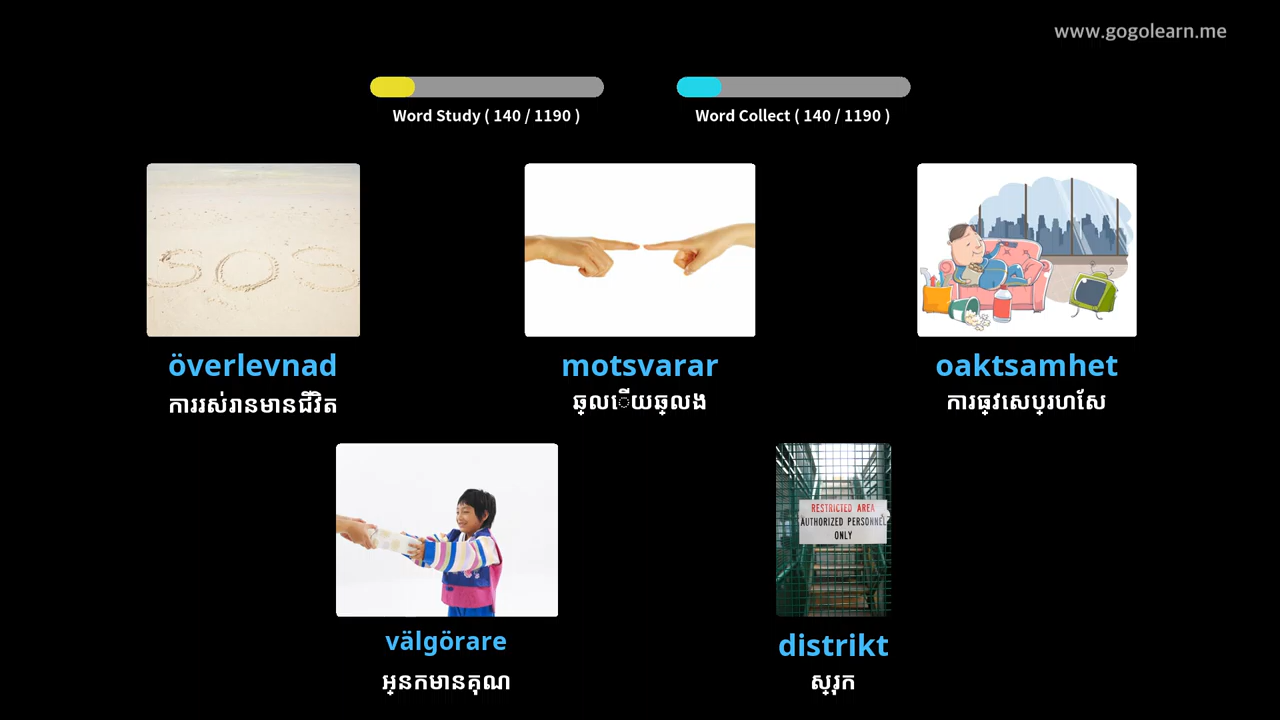 www.gogolearn.me
Word Study ( 140 / 1190 )
Word Collect ( 140 / 1190 )
SOS
överlevnad
motsvarar
oaktsamhet
ការរស់រានមានជីវិត
ឆ្លើយឆ្លង
ការធ្វេសប្រហែស
RESTRICTED AREA
AUTHORIZED PERSONNEL
ONLY
välgörare
distrikt
អ្នកមានគុណ
ស្រុក